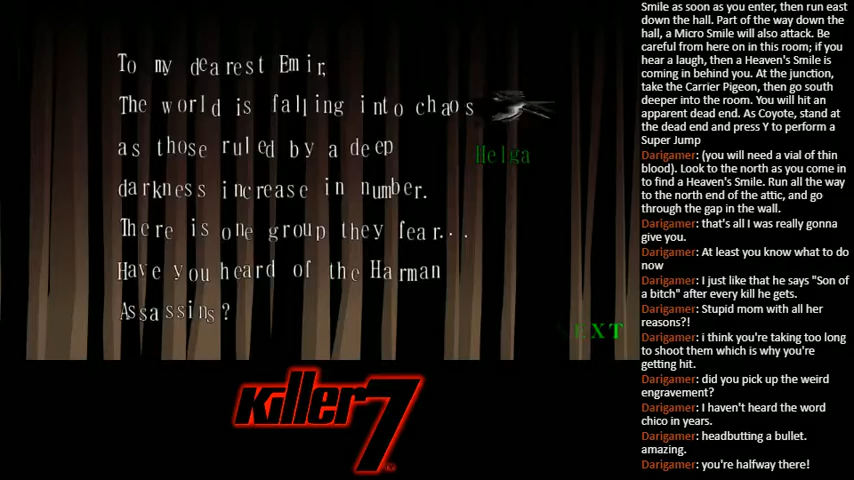 To my dearest Emir,
The world is falling into chaos
as those ruled by a deep
darkness increase in number.
There is one group they fear...
Have you heard of the Harman
Assassins?
Helga
NEXT
killer7
Smile as soon as you enter, then run east
down the hall. Part of the way down the
hall, a Micro Smile will also attack. Be
careful from here on in this room; if you
hear a laugh, then a Heaven's Smile is
coming in behind you. At the junction,
take the Carrier Pigeon, then go south
deeper into the room. You will hit an
apparent dead end. As Coyote, stand at
the dead end and press Y to perform a
Super Jump
Darigamer: (you will need a vial of thin
blood). Look to the north as you come in
to find a Heaven's Smile. Run all the way
to the north end of the attic, and go
through the gap in the wall.
Darigamer: that's all I was really gonna
give you.
Darigamer: At least you know what to do
now
Darigamer: I just like that he says "Son of
a bitch" after every kill he gets.
Darigamer: Stupid mom with all her
reasons?!
Darigamer: i think you're taking too long
to shoot them which is why you're
getting hit.
Darigamer: did you pick up the weird
engravement?
Darigamer: I haven't heard the word
chico in years.
Darigamer: headbutting a bullet.
amazing.
Darigamer: you're halfway there!